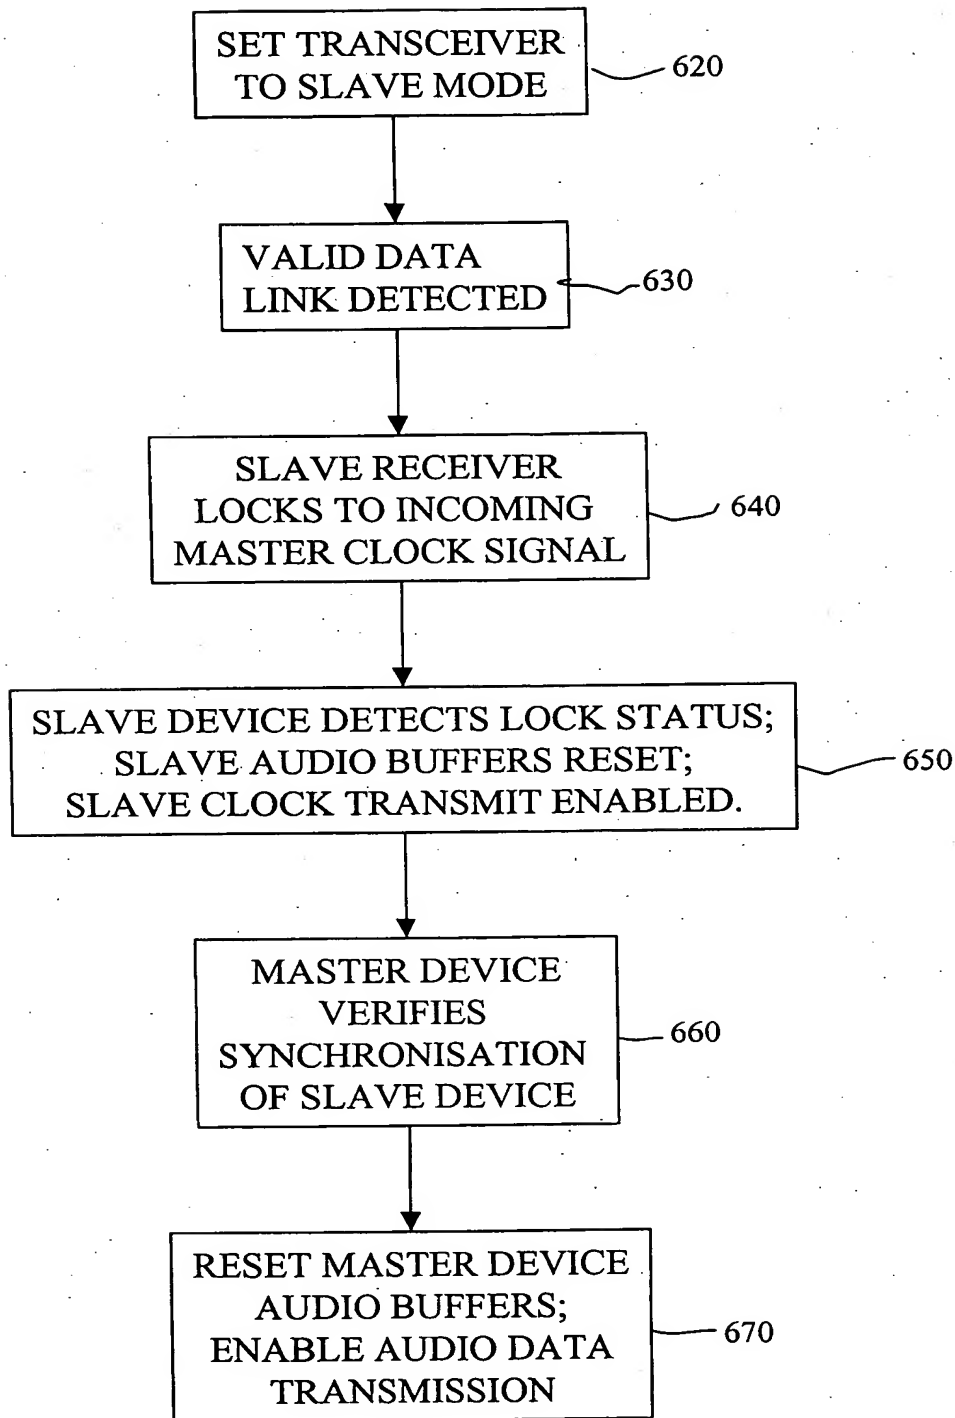 SET TRANSCEIVER
TO SLAVE MODE
620
VALID DATA
LINK DETECTED
630
SLAVE RECEIVER
LOCKS TO INCOMING
MASTER CLOCK SIGNAL
640
SLAVE DEVICE DETECTS LOCK STATUS;
SLAVE AUDIO BUFFERS RESET;
SLAVE CLOCK TRANSMIT ENABLED.
650
MASTER DEVICE
VERIFIES
SYNCHRONISATION
OF SLAVE DEVICE
660
RESET MASTER DEVICE
AUDIO BUFFERS;
ENABLE AUDIO DATA
TRANSMISSION
670